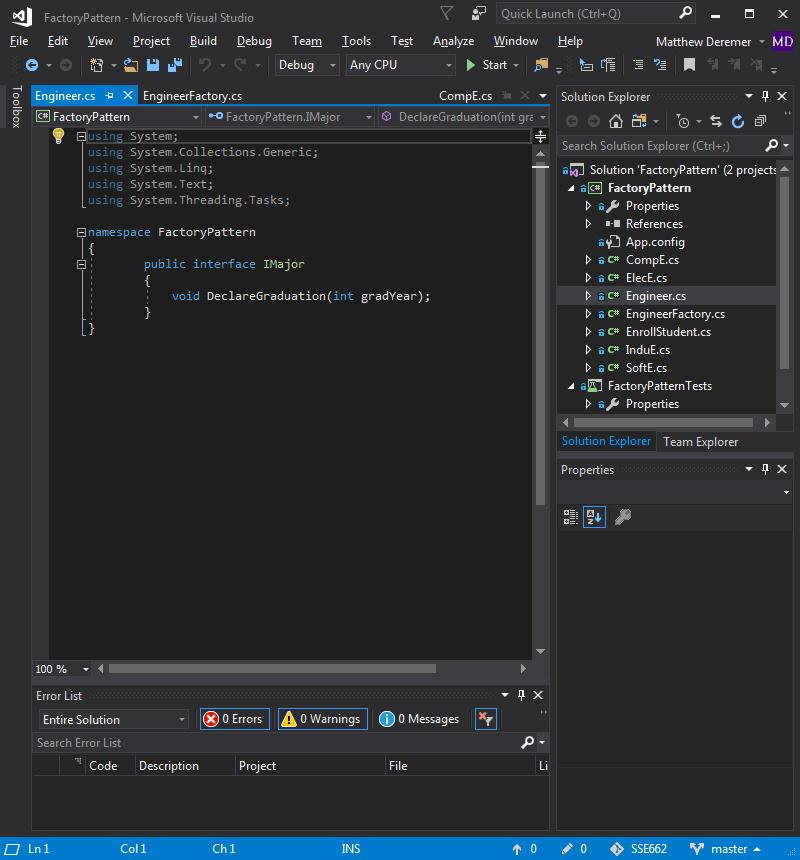 FactoryPattern - Microsoft Visual Studio
Quick Launch (Ctrl+Q)
File Edit View Project Build Debug Team Tools Test Analyze Window Help Matthew Deremer MD
Debug Any CPU Start
Toolbox
Engineer.cs EngineerFactory.cs CompE.cs
C# FactoryPattern FactoryPattern.IMajor DeclareGraduation(int gra
using System;
using System.Collections.Generic;
using System.Linq;
using System.Text;
using System.Threading.Tasks;
namespace FactoryPattern
{
public interface IMajor
{
void DeclareGraduation(int gradYear);
}
}
100 %
Solution Explorer
Search Solution Explorer (Ctrl+;)
Solution 'FactoryPattern' (2 projects
C# FactoryPattern
Properties
References
App.config
C# CompE.cs
C# ElecE.cs
C# Engineer.cs
C# EngineerFactory.cs
C# EnrollStudent.cs
C# InduE.cs
C# SoftE.cs
FactoryPatternTests
Properties
Solution Explorer Team Explorer
Properties
Error List
Entire Solution 0 Errors 0 Warnings 0 Messages
Search Error List
Code Description Project File Li
Ln 1 Col 1 Ch 1 INS 0 0 SSE662 master